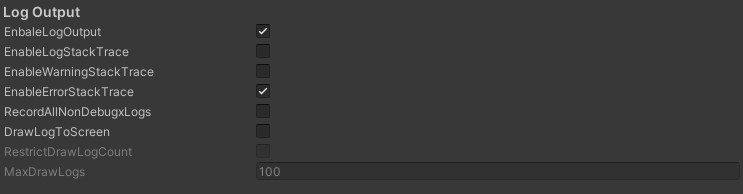 Log Output
EnbaleLogOutput
EnableLogStackTrace
EnableWarningStackTrace
EnableErrorStackTrace
RecordAllNonDebugxLogs
DrawLogToScreen
RestrictDrawLogCount
MaxDrawLogs 100